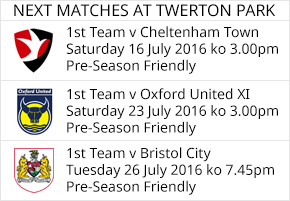 NEXT MATCHES AT TWERTON PARK
1st Team v Cheltenham Town
Saturday 16 July 2016 ko 3.00pm
Pre-Season Friendly
Oxford United
1st Team v Oxford United XI
Saturday 23 July 2016 ko 3.00pm
Pre-Season Friendly
1st Team v Bristol City
Tuesday 26 July 2016 ko 7.45pm
Pre-Season Friendly